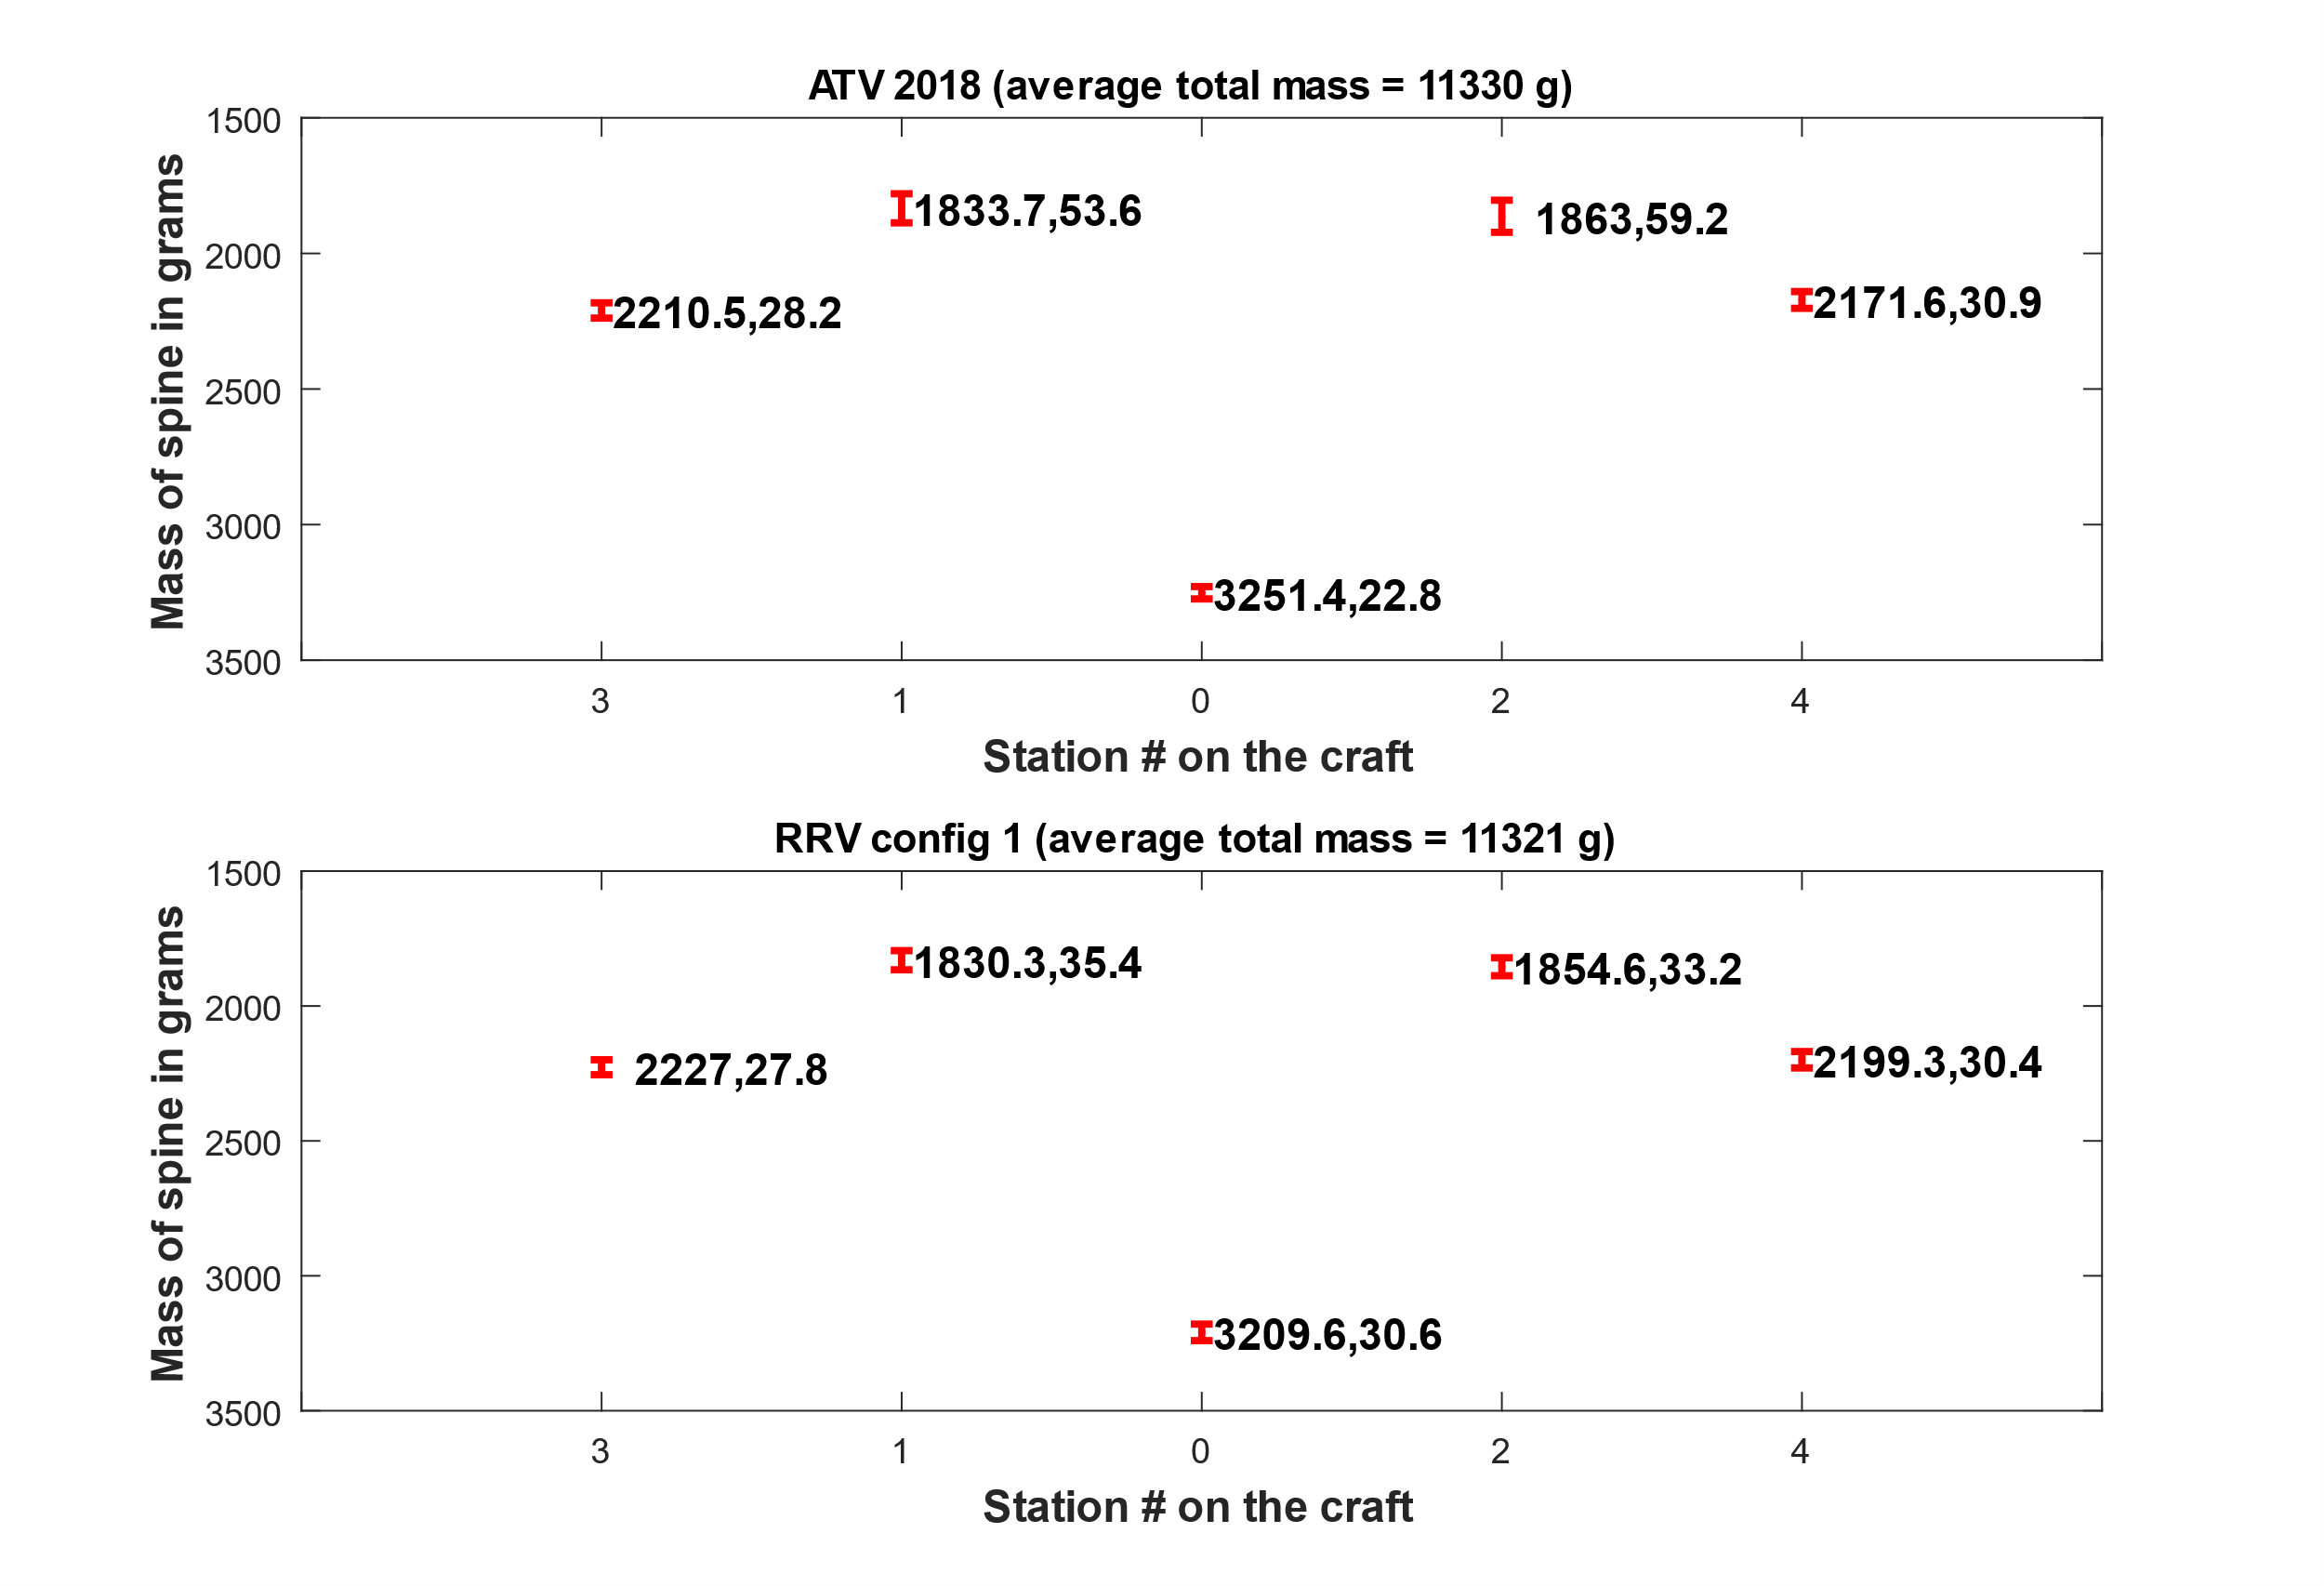 ATV 2018 (average total mass = 11330 g)
Mass of spine in grams
1500
2000
2500
3000
3500
1833.7,53.6
1863,59.2
2210.5,28.2
2171.6,30.9
3251.4,22.8
3 1 0 2 4
Station # on the craft
RRV config 1 (average total mass = 11321 g)
Mass of spine in grams
1500
2000
2500
3000
3500
1830.3,35.4
1854.6,33.2
2227,27.8
2199.3,30.4
3209.6,30.6
3 1 0 2 4
Station # on the craft